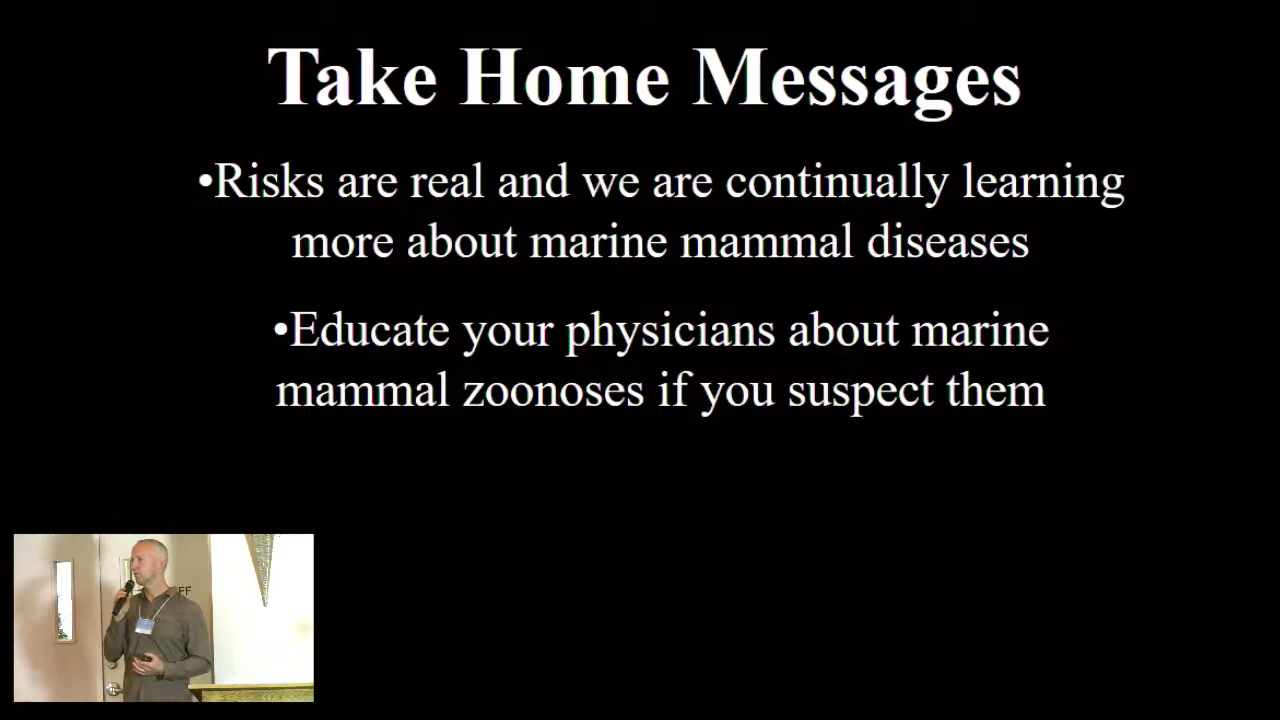 Take Home Messages
•Risks are real and we are continually learning
more about marine mammal diseases
•Educate your physicians about marine
mammal zoonoses if you suspect them
FF